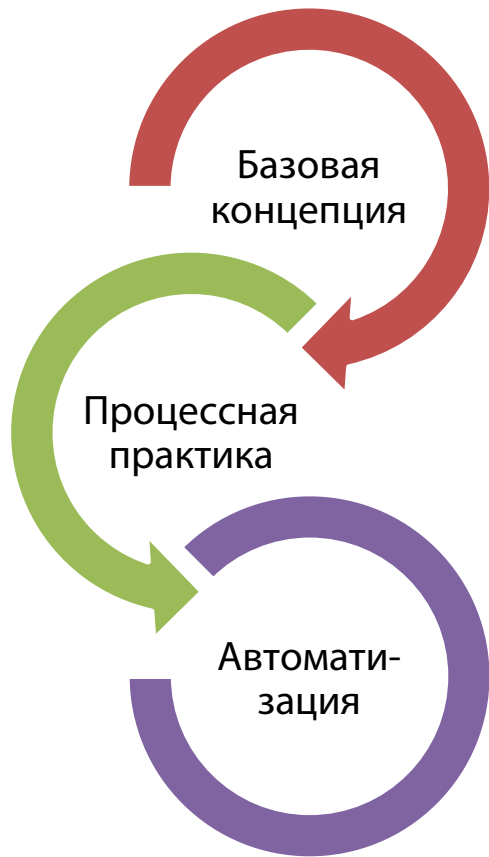 Базовая
концепция
Процессная
практика
Автомати-
зация